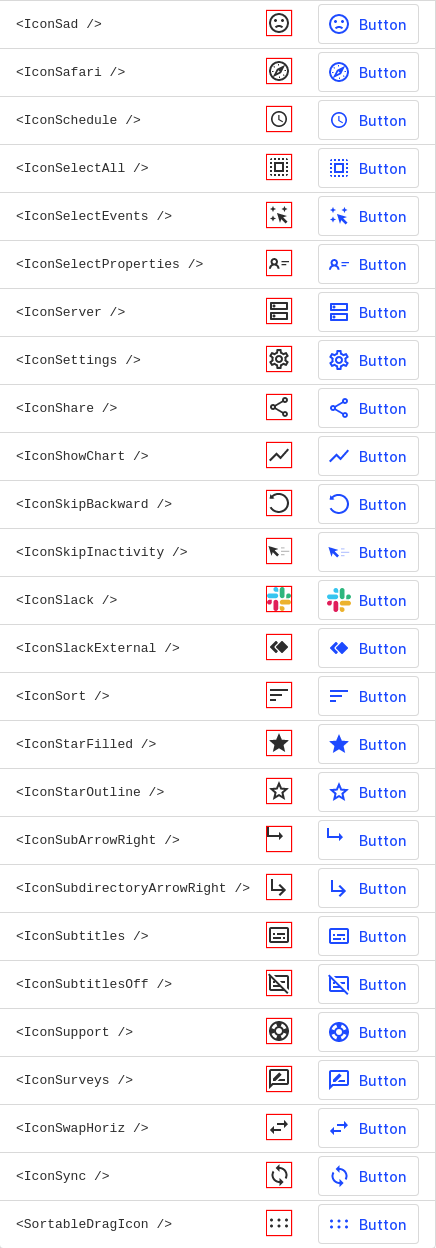 <IconSad /> Button
<IconSafari /> Button
<IconSchedule /> Button
<IconSelectAll /> Button
<IconSelectEvents /> Button
<IconSelectProperties /> Button
<IconServer /> Button
<IconSettings /> Button
<IconShare /> Button
<IconShowChart /> Button
<IconSkipBackward /> Button
<IconSkipInactivity /> Button
<IconSlack /> Button
<IconSlackExternal /> Button
<IconSort /> Button
<IconStarFilled /> Button
<IconStarOutline /> Button
<IconSubArrowRight /> Button
<IconSubdirectoryArrowRight /> Button
<IconSubtitles /> Button
<IconSubtitlesOff /> Button
<IconSupport /> Button
<IconSurveys /> Button
<IconSwapHoriz /> Button
<IconSync /> Button
<SortableDragIcon /> Button